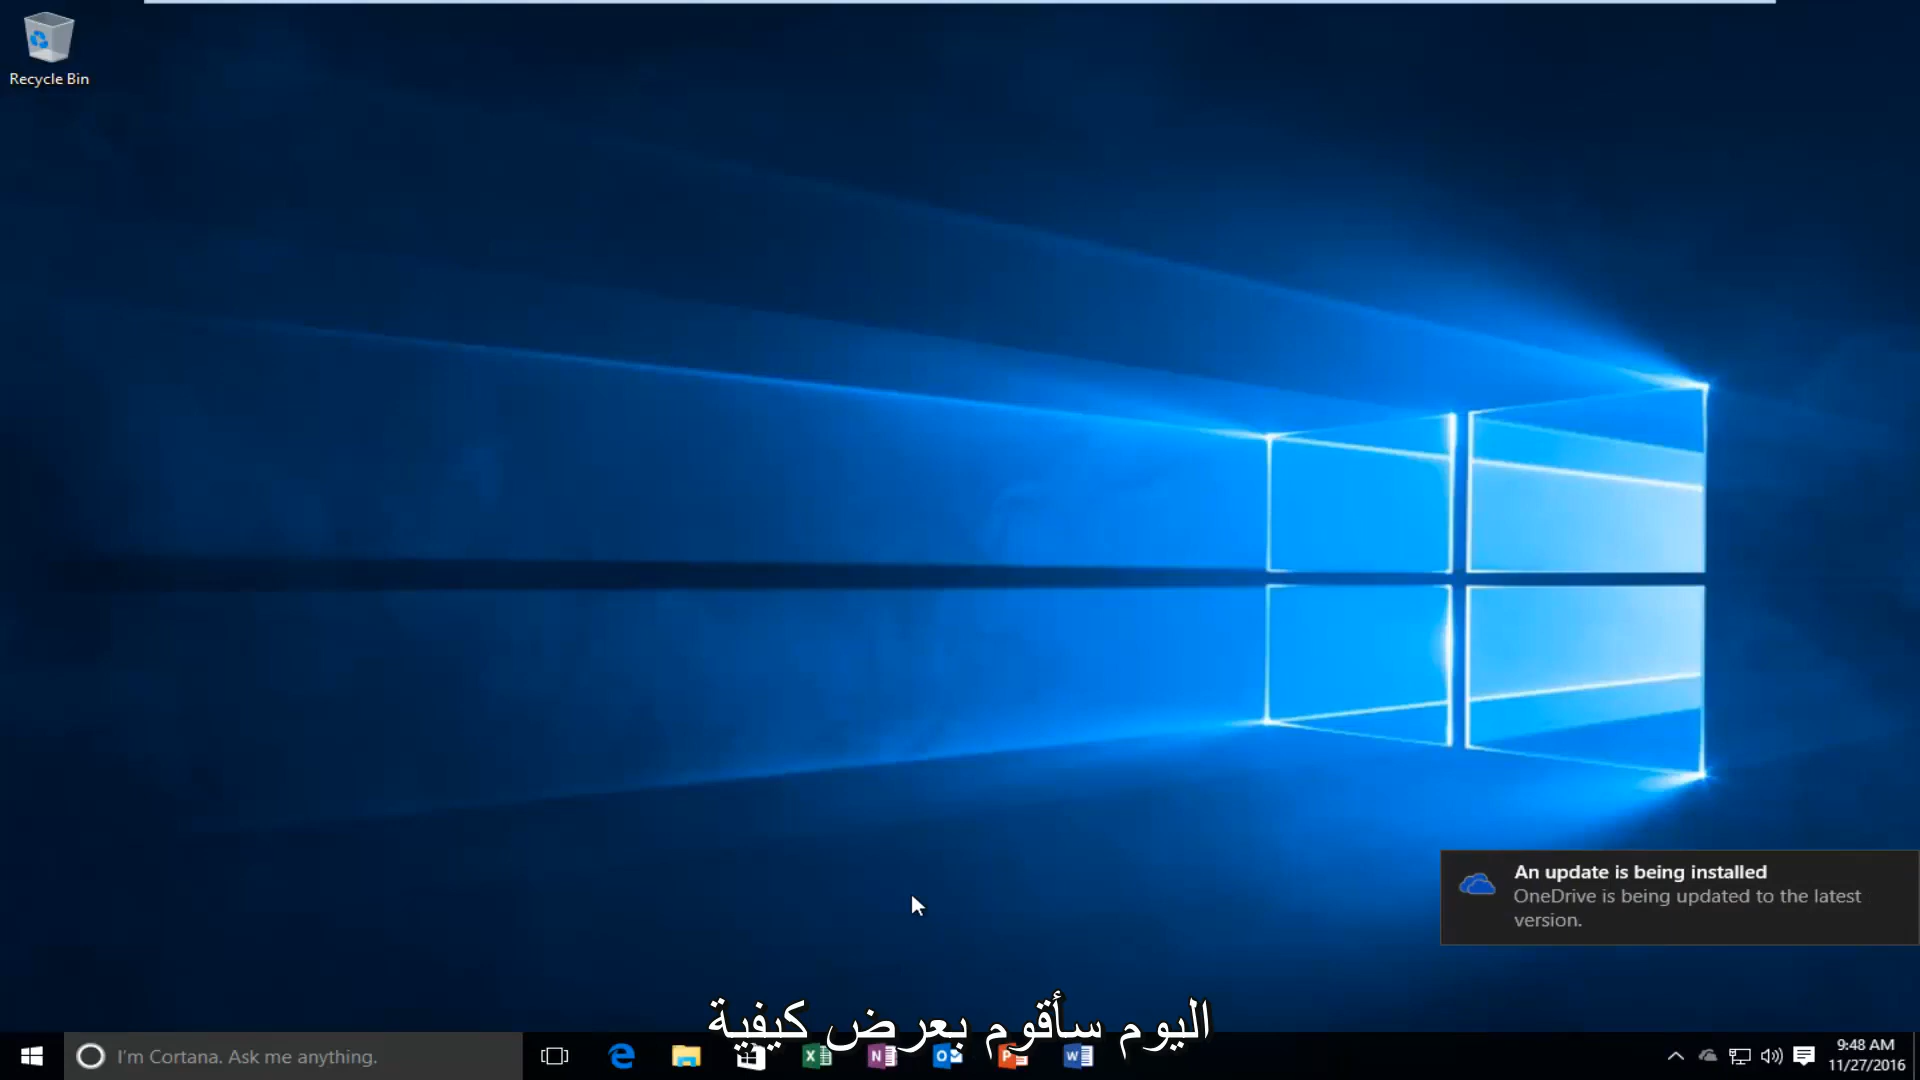 Recycle Bin
An update is being installed
OneDrive is being updated to the latest
version.
اليوم سأقوم بعرض كيفية
I'm Cortana. Ask me anything.
9:48 AM
11/27/2016